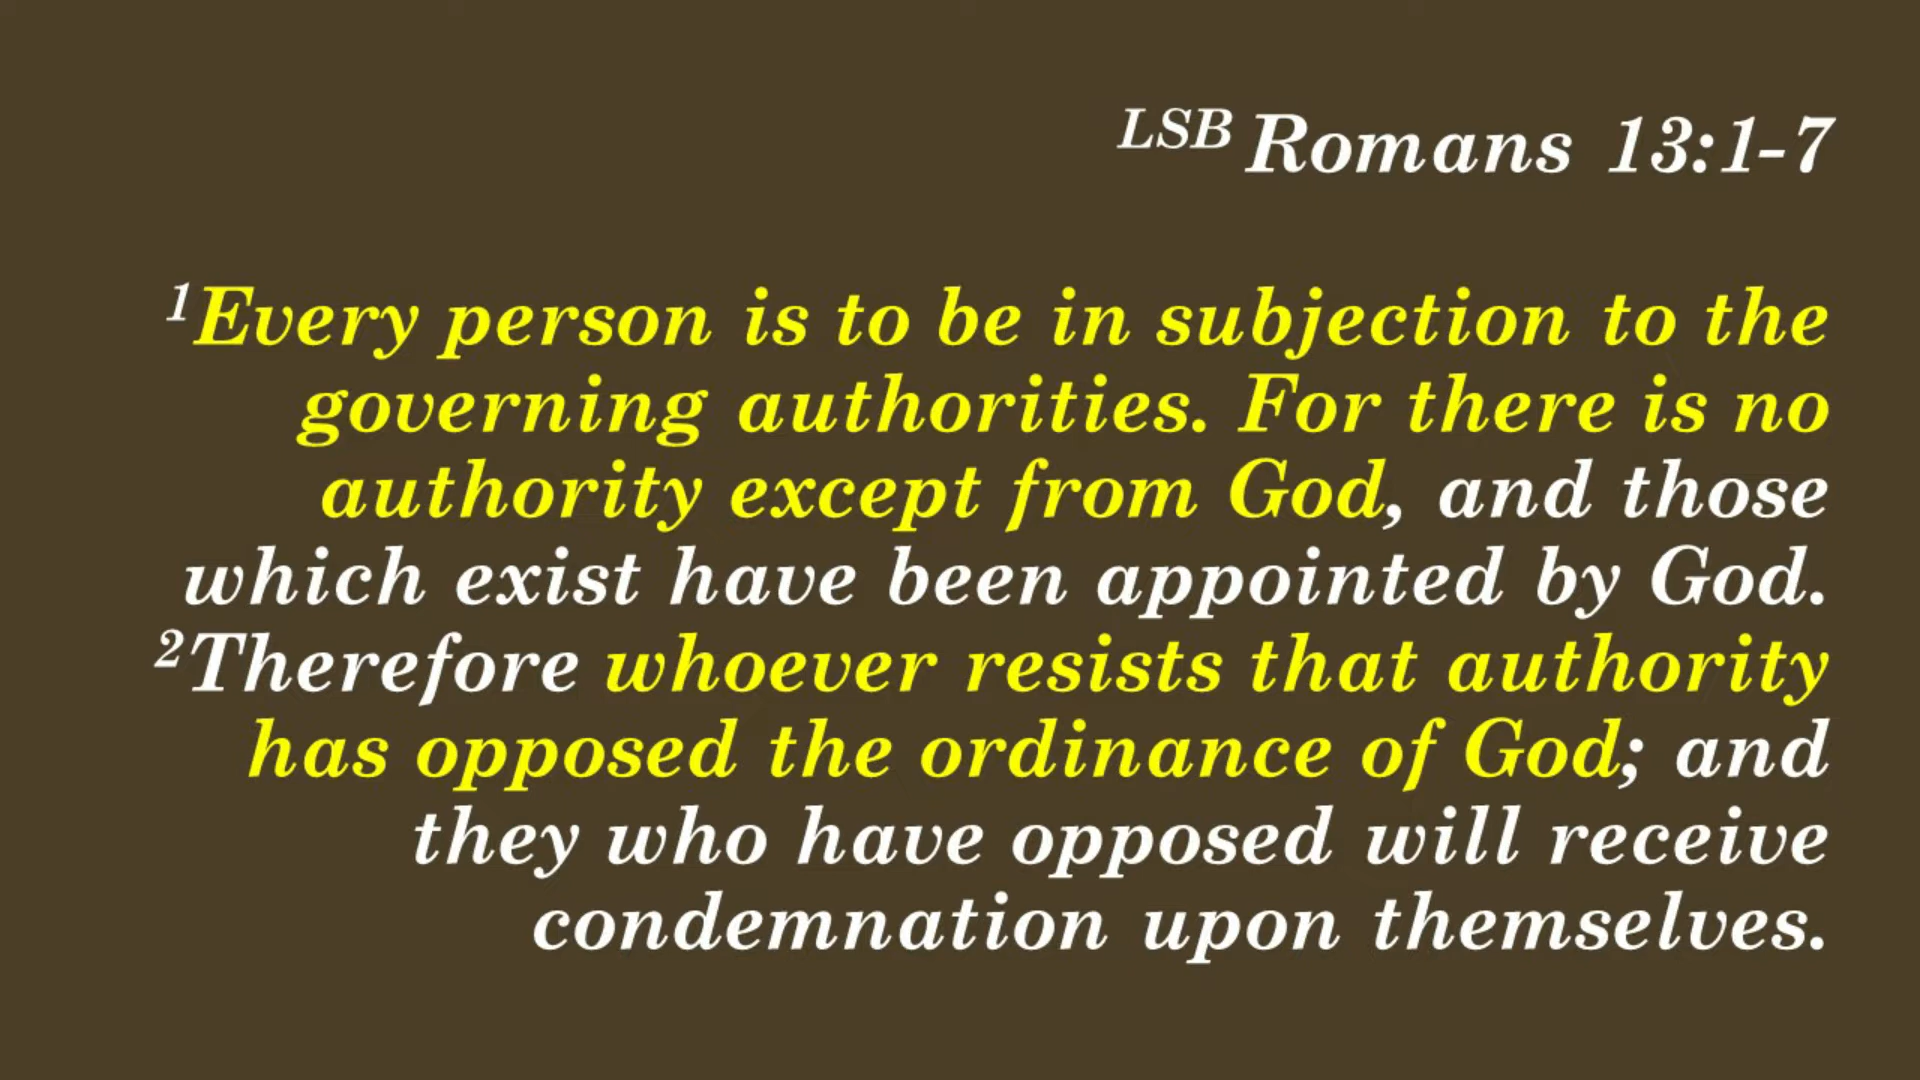 LSB Romans 13:1-7
1Every person is to be in subjection to the
governing authorities. For there is no
authority except from God, and those
which exist have been appointed by God.
2Therefore whoever resists that authority
has opposed the ordinance of God; and
they who have opposed will receive
condemnation upon themselves.